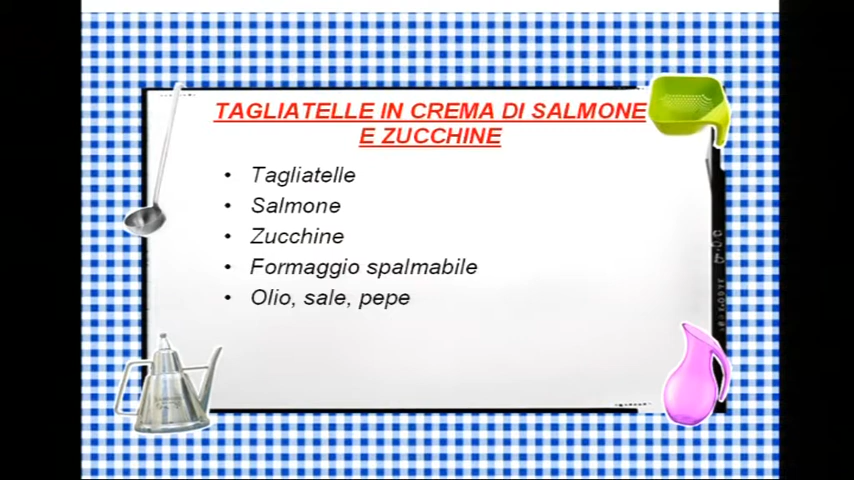 TAGLIATELLE IN CREMA DI SALMONE
E ZUCCHINE
• Tagliatelle
• Salmone
• Zucchine
• Formaggio spalmabile
• Olio, sale, pepe